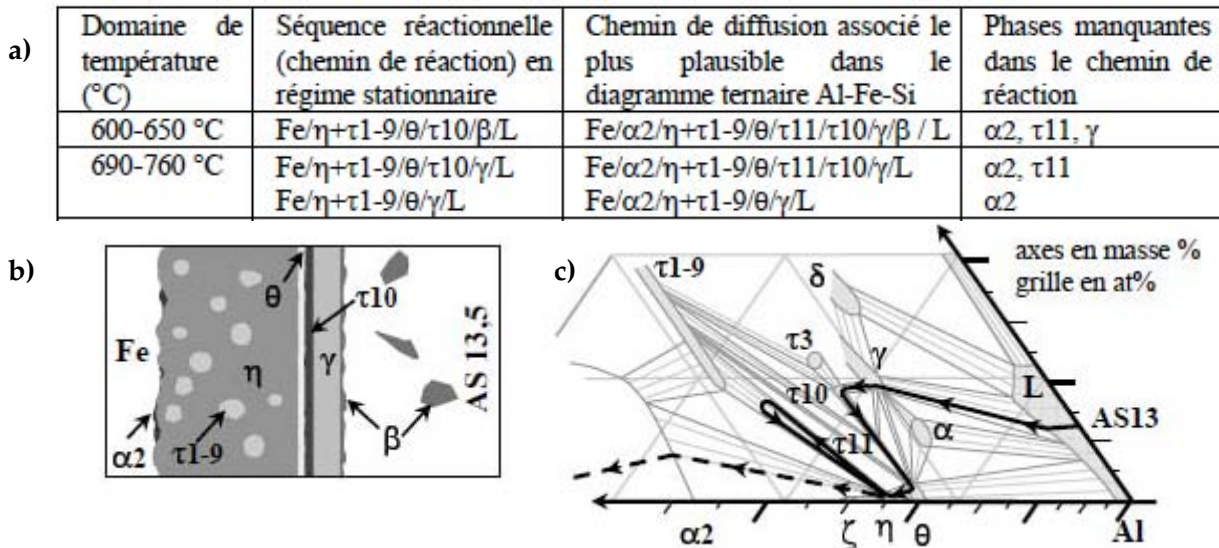 a)
Domaine de température (°C)
Séquence réactionnelle (chemin de réaction) en régime stationnaire
Chemin de diffusion associé le plus plausible dans le diagramme ternaire Al-Fe-Si
Phases manquantes dans le chemin de réaction
600-650 °C
Fe/η+τ1-9/θ/τ10/β/L
Fe/α2/η+τ1-9/θ/τ11/τ10/γ/β / L
α2, τ11, γ
690-760 °C
Fe/η+τ1-9/θ/τ10/γ/L
Fe/α2/η+τ1-9/θ/τ11/τ10/γ/L
α2, τ11
Fe/η+τ1-9/θ/γ/L
Fe/α2/η+τ1-9/θ/γ/L
α2
b)
θ
τ10
Fe
η
γ
AS 13,5
α2
τ1-9
β
c)
axes en masse %
grille en at%
τ1-9
δ
τ3
γ
τ10
L
AS13
τ11
α
α2
ζ
η
θ
Al